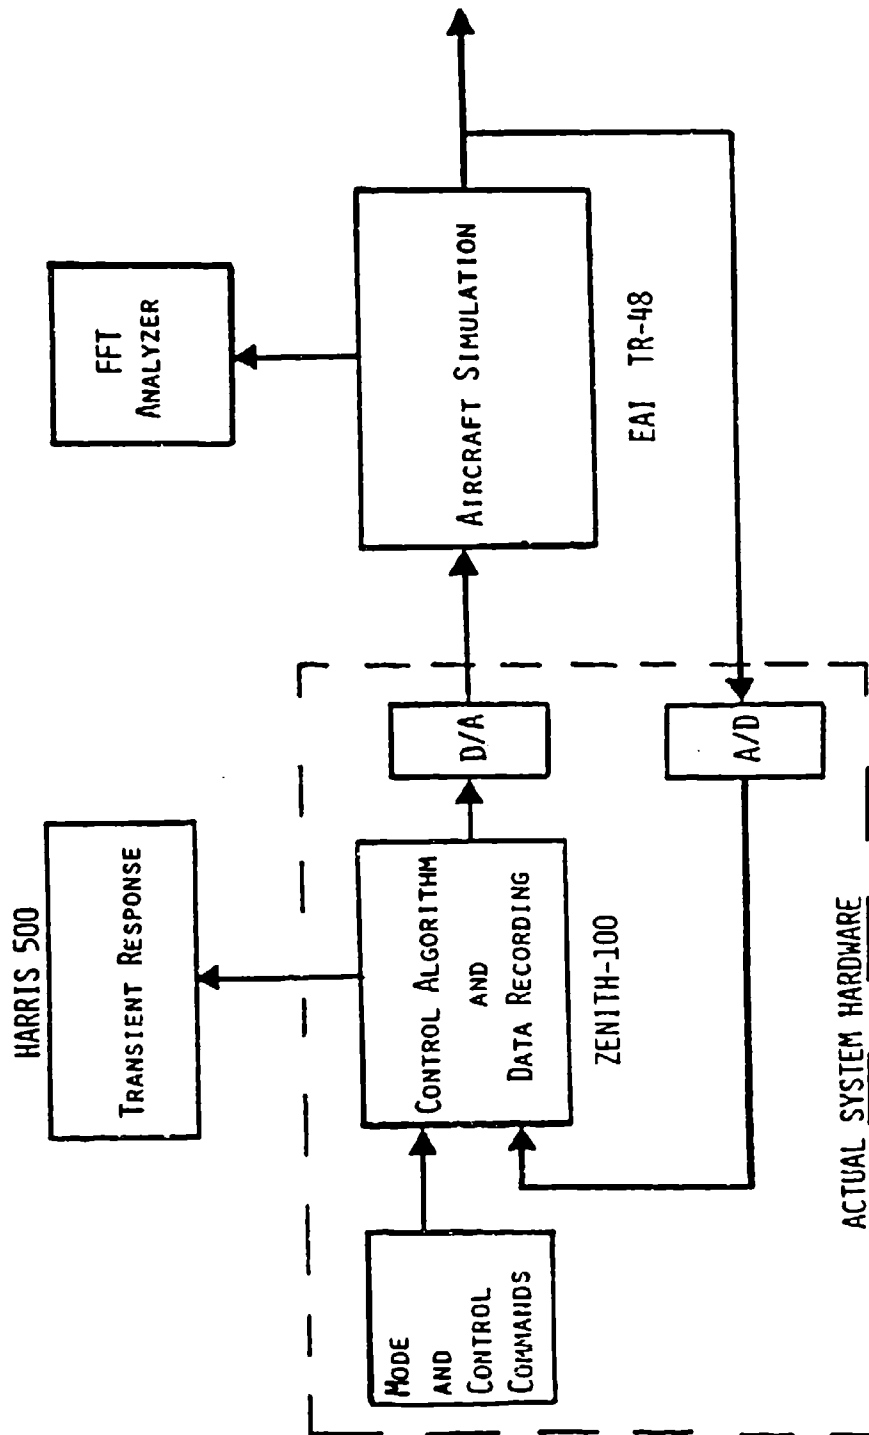 HARRIS 500
TRANSIENT RESPONSE
FFT
ANALYZER
MODE
AND
CONTROL
COMMANDS
CONTROL ALGORITHM
AND
DATA RECORDING
ZENITH-100
D/A
AIRCRAFT SIMULATION
EAI TR-48
A/D
ACTUAL SYSTEM HARDWARE